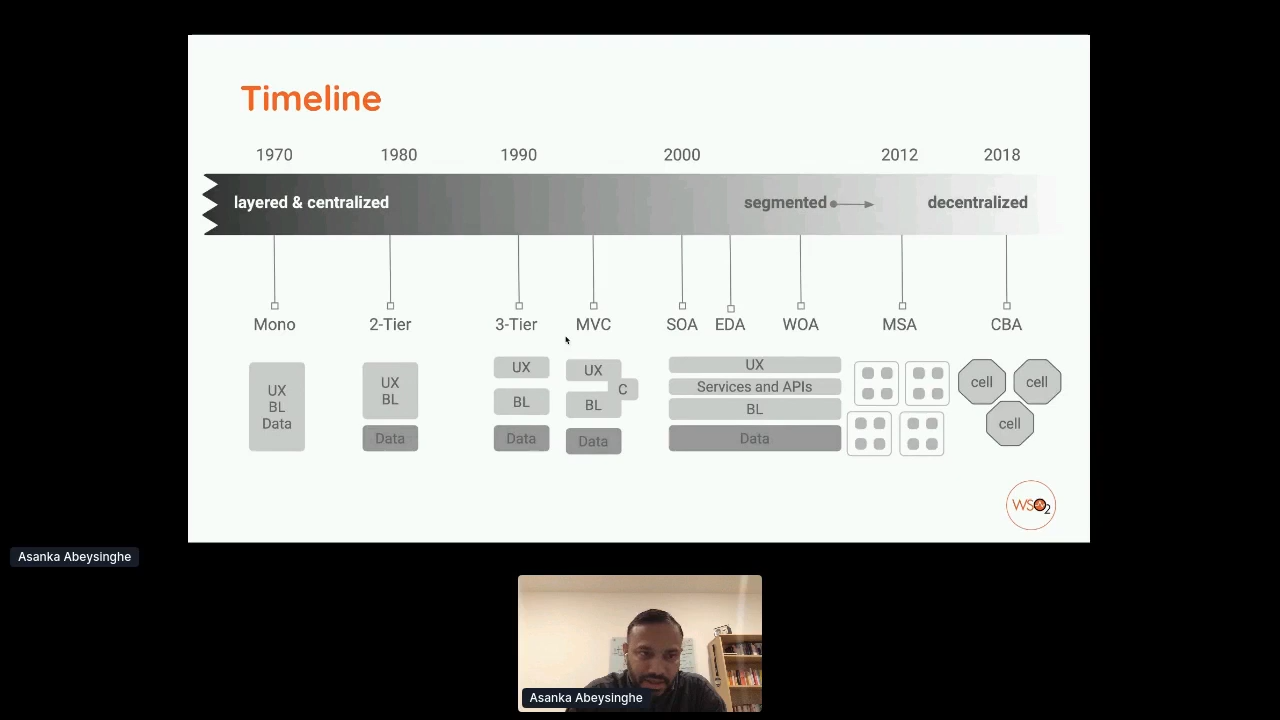 Timeline
1970 1980 1990 2000 2012 2018
layered & centralized segmented decentralized
Mono 2-Tier 3-Tier MVC SOA EDA WOA MSA CBA
UX
BL
Data
UX
BL
Data
UX
BL
Data
UX
C
BL
Data
UX
Services and APIs
BL
Data
cell cell
cell
WSO2
Asanka Abeysinghe
Asanka Abeysinghe